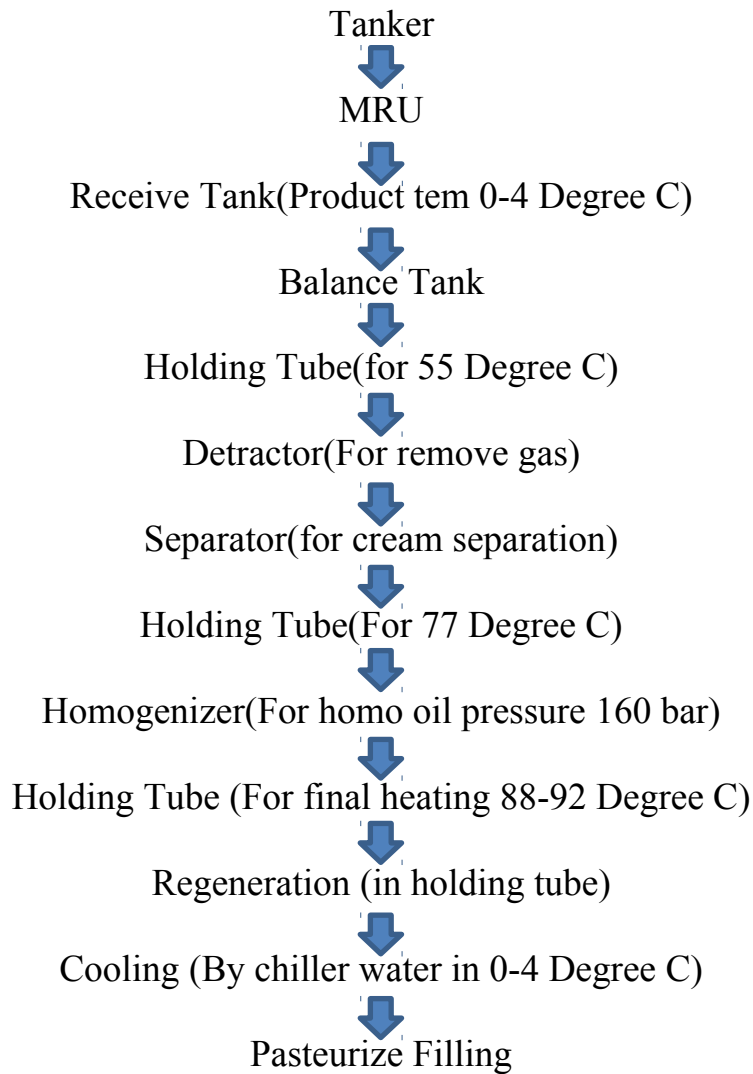 Tanker
MRU
Receive Tank(Product tem 0-4 Degree C)
Balance Tank
Holding Tube(for 55 Degree C)
Detractor(For remove gas)
Separator(for cream separation)
Holding Tube(For 77 Degree C)
Homogenizer(For homo oil pressure 160 bar)
Holding Tube (For final heating 88-92 Degree C)
Regeneration (in holding tube)
Cooling (By chiller water in 0-4 Degree C)
Pasteurize Filling